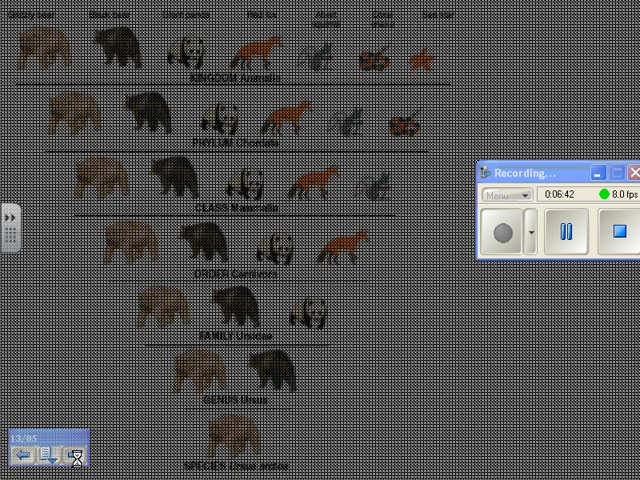 Grizzly bear Black bear Giant panda Red fox Abert squirrel Coral snake Sea star
KINGDOM Animalia
PHYLUM Chordata
CLASS Mammalia
ORDER Carnivora
FAMILY Ursidae
GENUS Ursus
SPECIES Ursus arctos
Recording...
Menu 0:06:42 8.0 fps
13/85